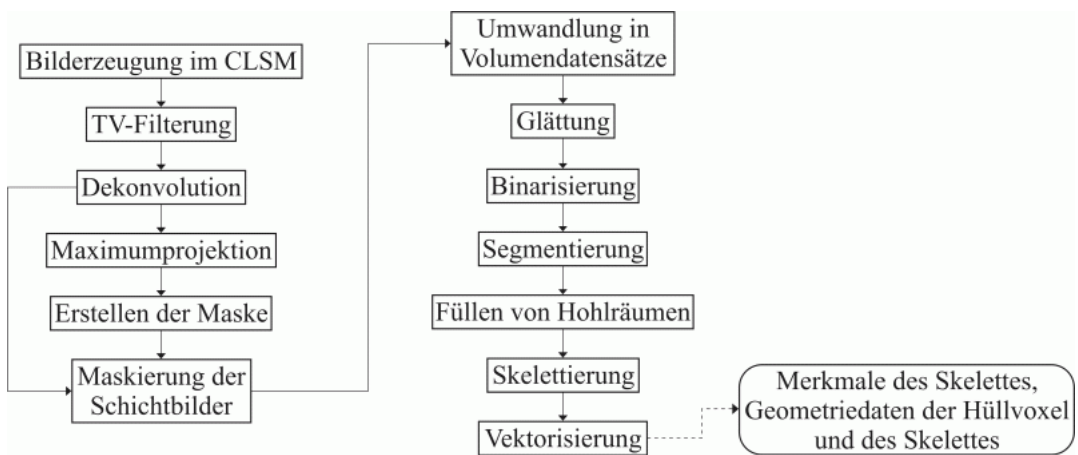 Bilderzeugung im CLSM
TV-Filterung
Dekonvolution
Maximumprojektion
Erstellen der Maske
Maskierung der
Schichtbilder
Umwandlung in
Volumendatensätze
Glättung
Binarisierung
Segmentierung
Füllen von Hohlräumen
Skelettierung
Vektorisierung
Merkmale des Skelettes,
Geometriedaten der Hüllvoxel
und des Skelettes